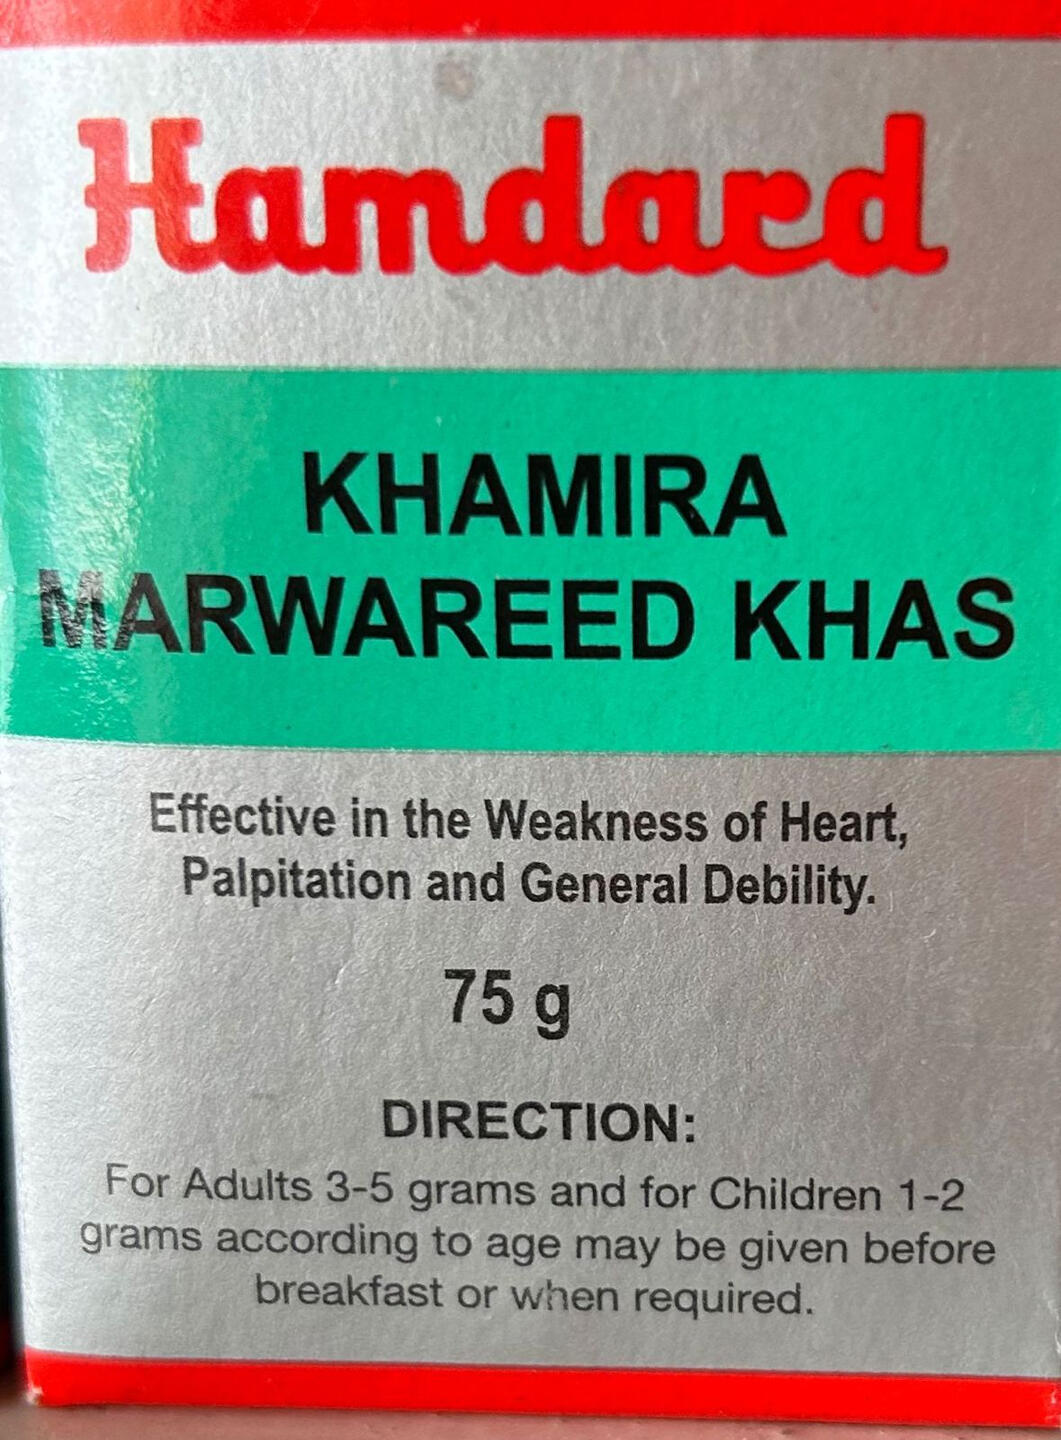 Hamdard
KHAMIRA
MARWAREED KHAS
Effective in the Weakness of Heart,
Palpitation and General Debility.
75 g
DIRECTION:
For Adults 3-5 grams and for Children 1-2
grams according to age may be given before
breakfast or when required.